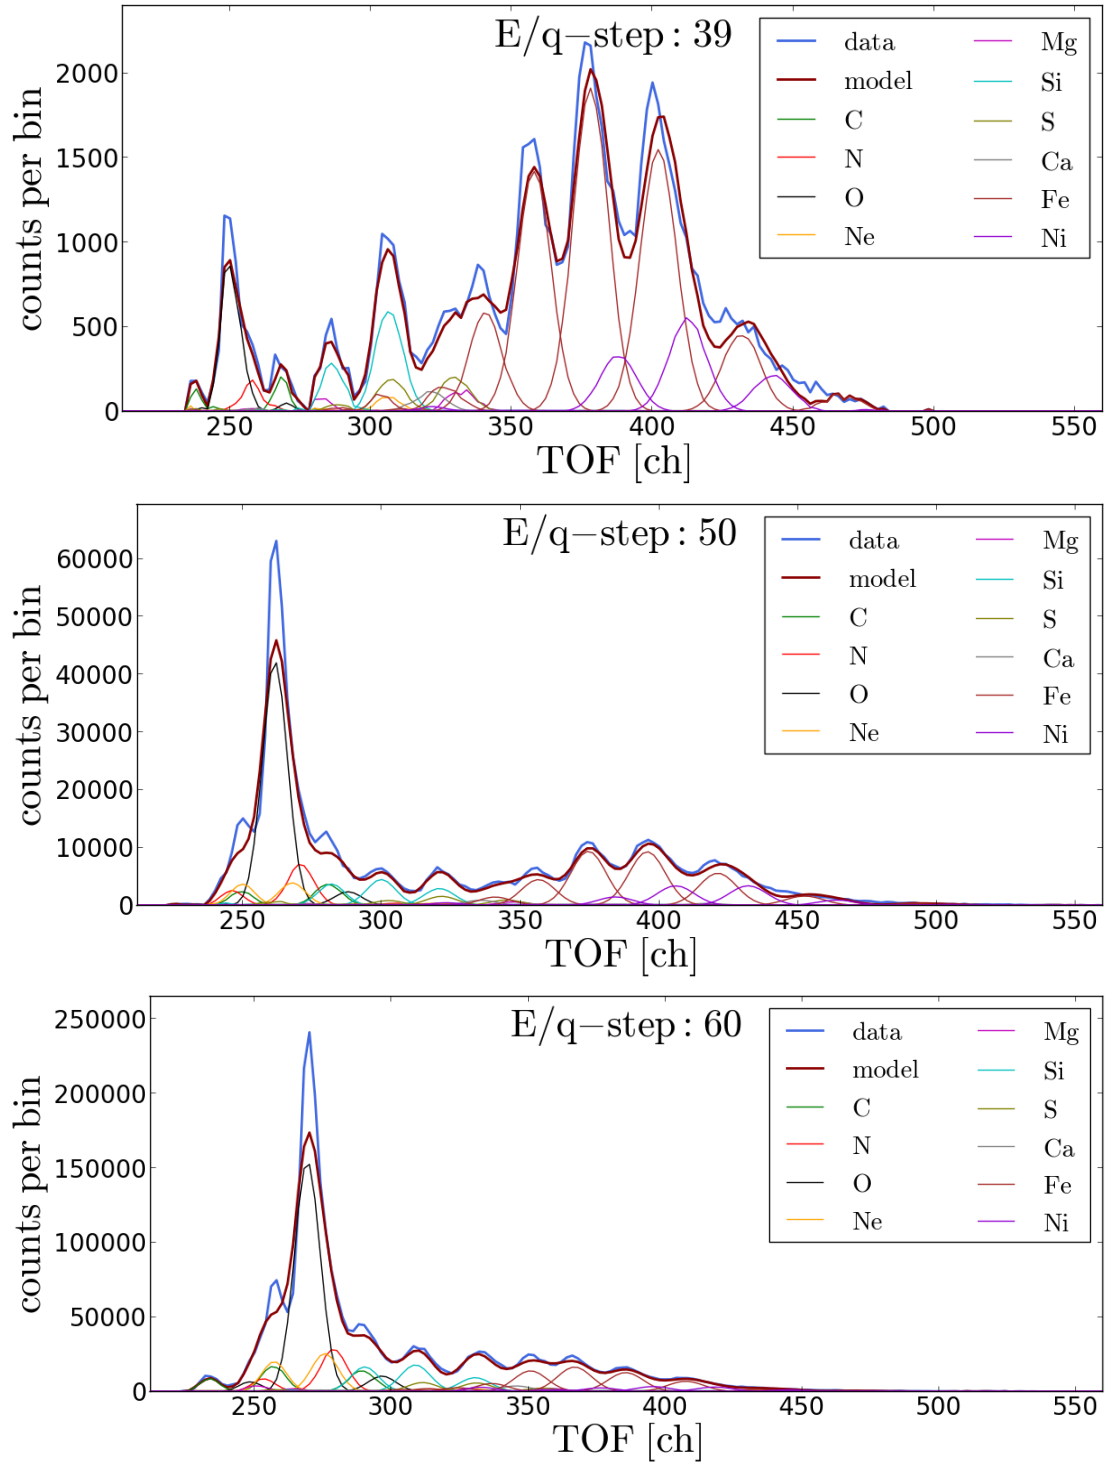 E/q−step: 39
counts per bin
2000
1500
1000
500
0
data
model
C
N
O
Ne
Mg
Si
S
Ca
Fe
Ni
250 300 350 400 450 500 550
TOF [ch]
E/q−step: 50
counts per bin
60000
50000
40000
30000
20000
10000
0
data
model
C
N
O
Ne
Mg
Si
S
Ca
Fe
Ni
250 300 350 400 450 500 550
TOF [ch]
E/q−step: 60
counts per bin
250000
200000
150000
100000
50000
0
data
model
C
N
O
Ne
Mg
Si
S
Ca
Fe
Ni
250 300 350 400 450 500 550
TOF [ch]